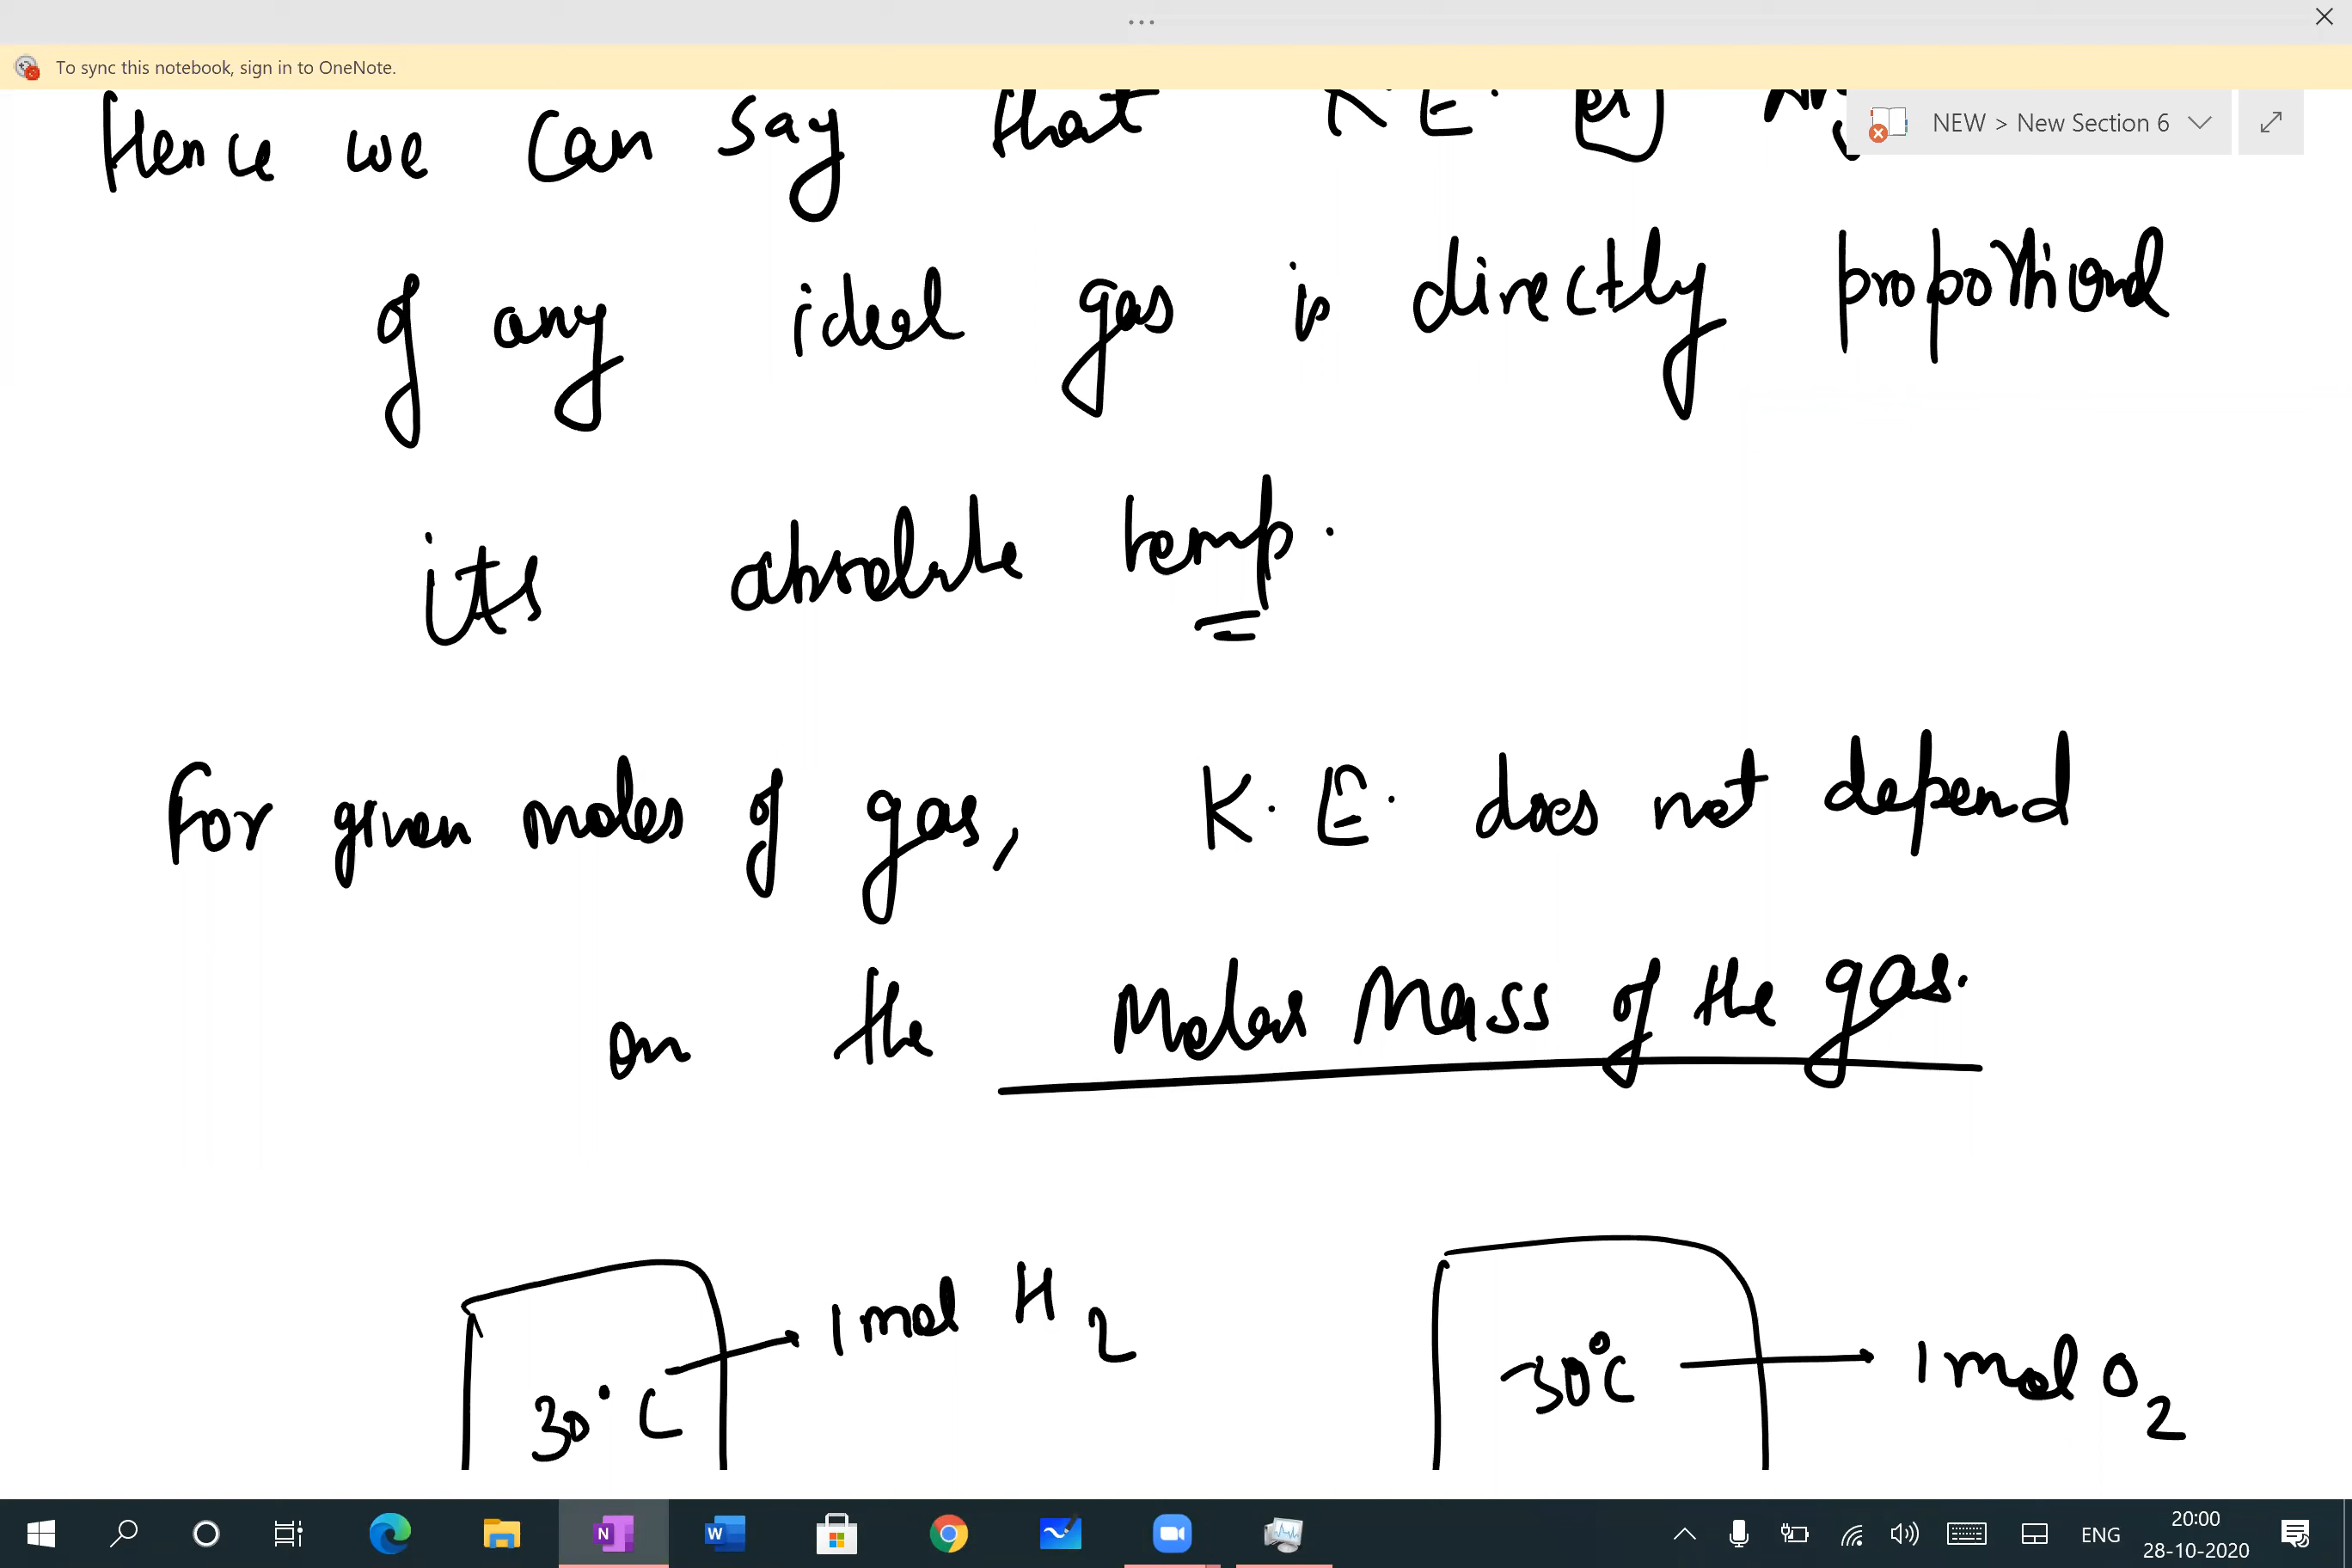 To sync this notebook, sign in to OneNote.
NEW > New Section 6
Hence we can say that K.E.
of any ideal gas is directly proportional
its absolute temp.
For given moles of gas, K.E. does not depend
on the Molar Mass of the gas.
1 mol H2
30°C
30°C
1 mol O2
ENG
20:00
28-10-2020